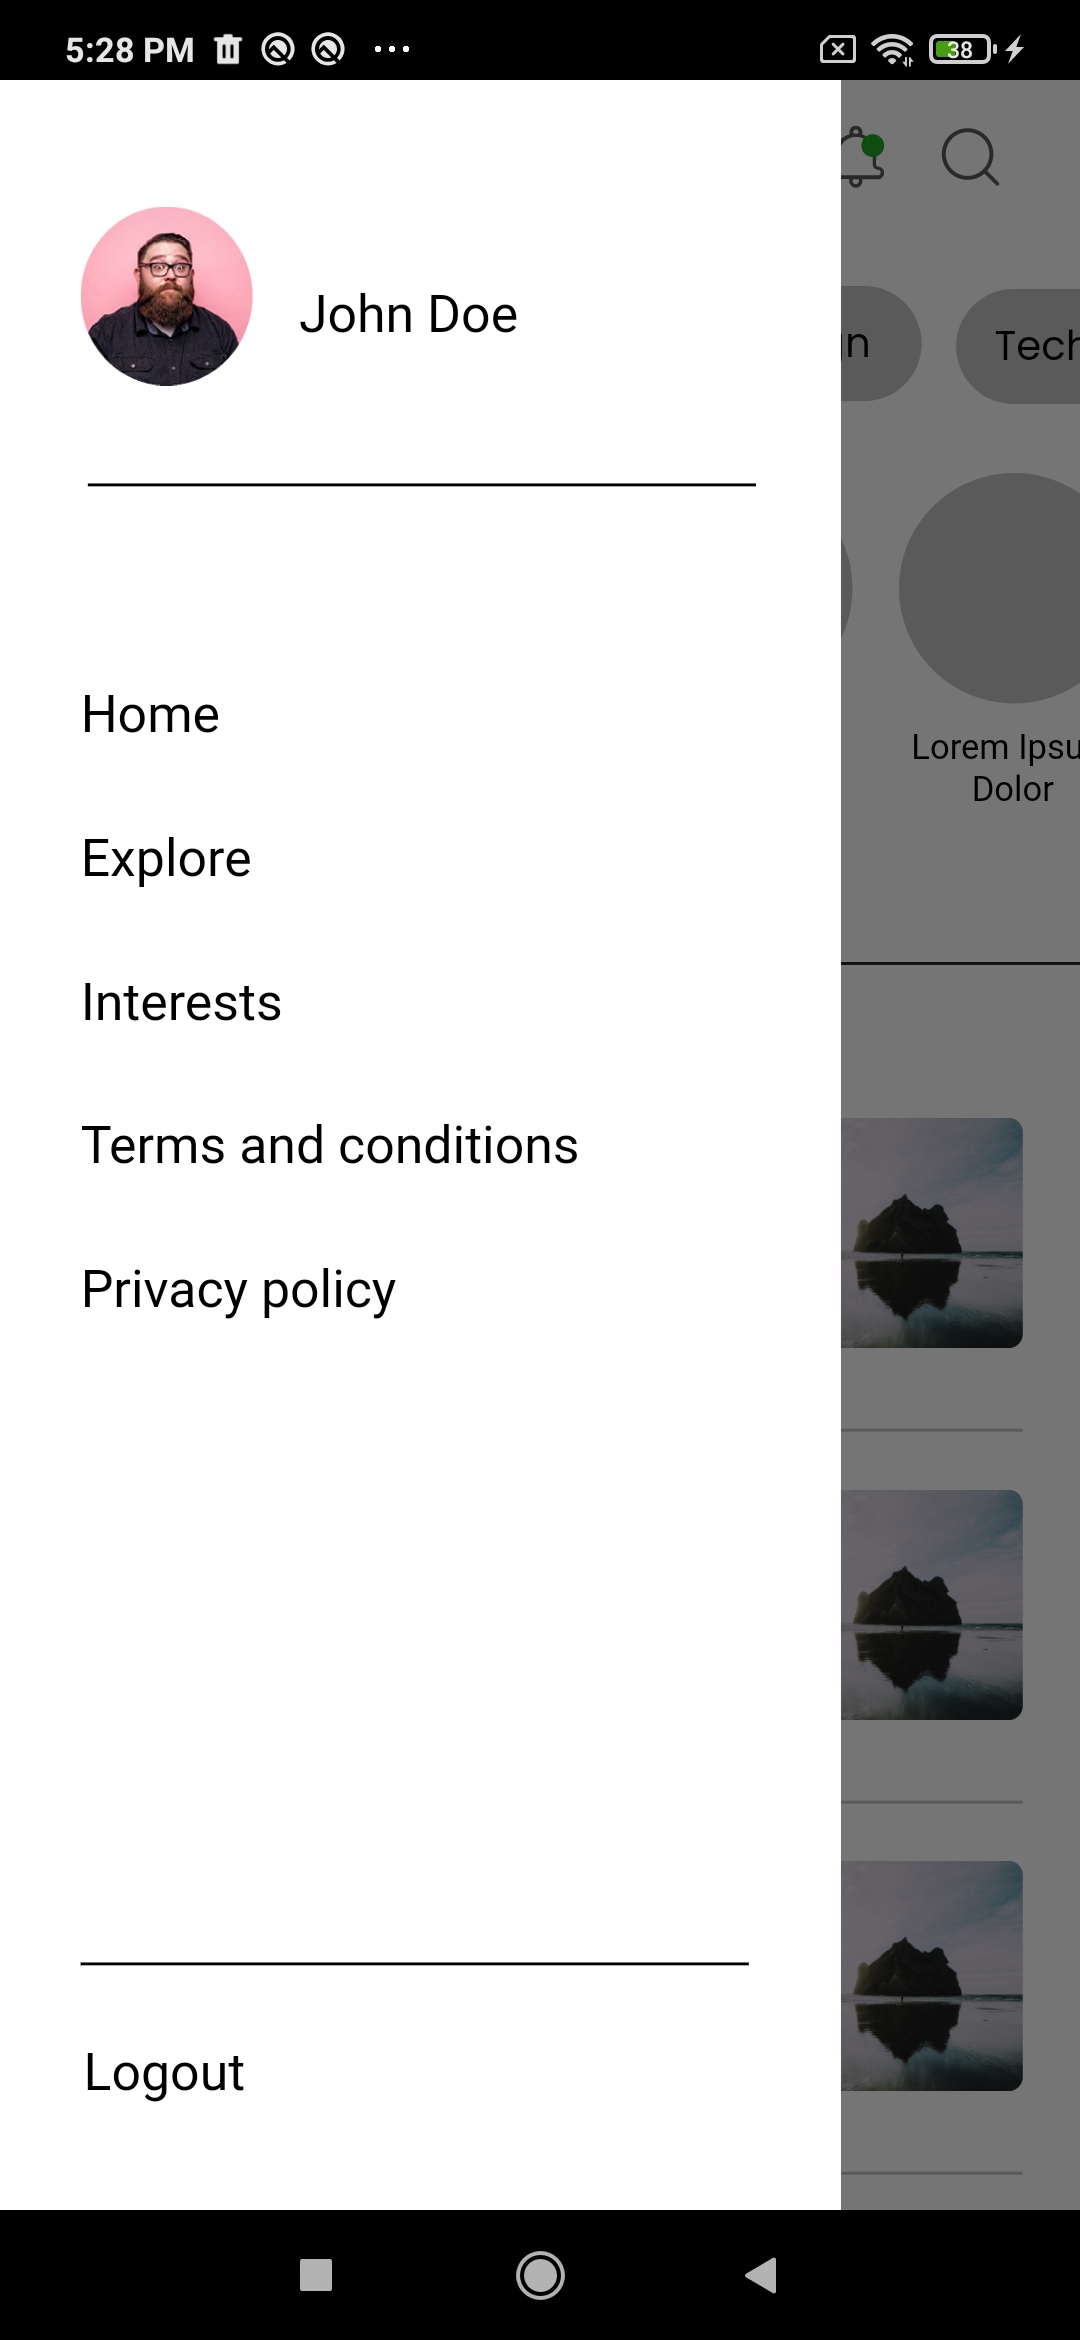 5:28 PM
38
John Doe
Tech
Lorem Ipsu
Dolor
Home
Explore
Interests
Terms and conditions
Privacy policy
Logout